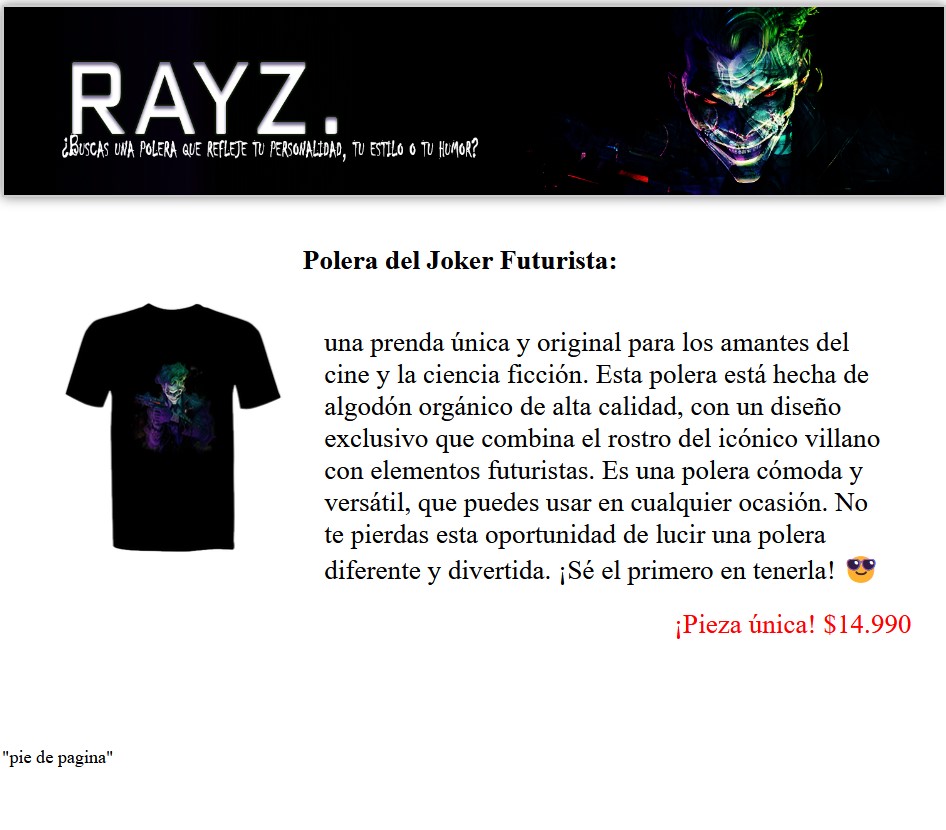 RAYZ.
¿Buscas una polera que refleje tu personalidad, tu estilo o tu humor?
Polera del Joker Futurista:
una prenda única y original para los amantes del
cine y la ciencia ficción. Esta polera está hecha de
algodón orgánico de alta calidad, con un diseño
exclusivo que combina el rostro del icónico villano
con elementos futuristas. Es una polera cómoda y
versátil, que puedes usar en cualquier ocasión. No
te pierdas esta oportunidad de lucir una polera
diferente y divertida. ¡Sé el primero en tenerla! 😎
¡Pieza única! $14.990
"pie de pagina"